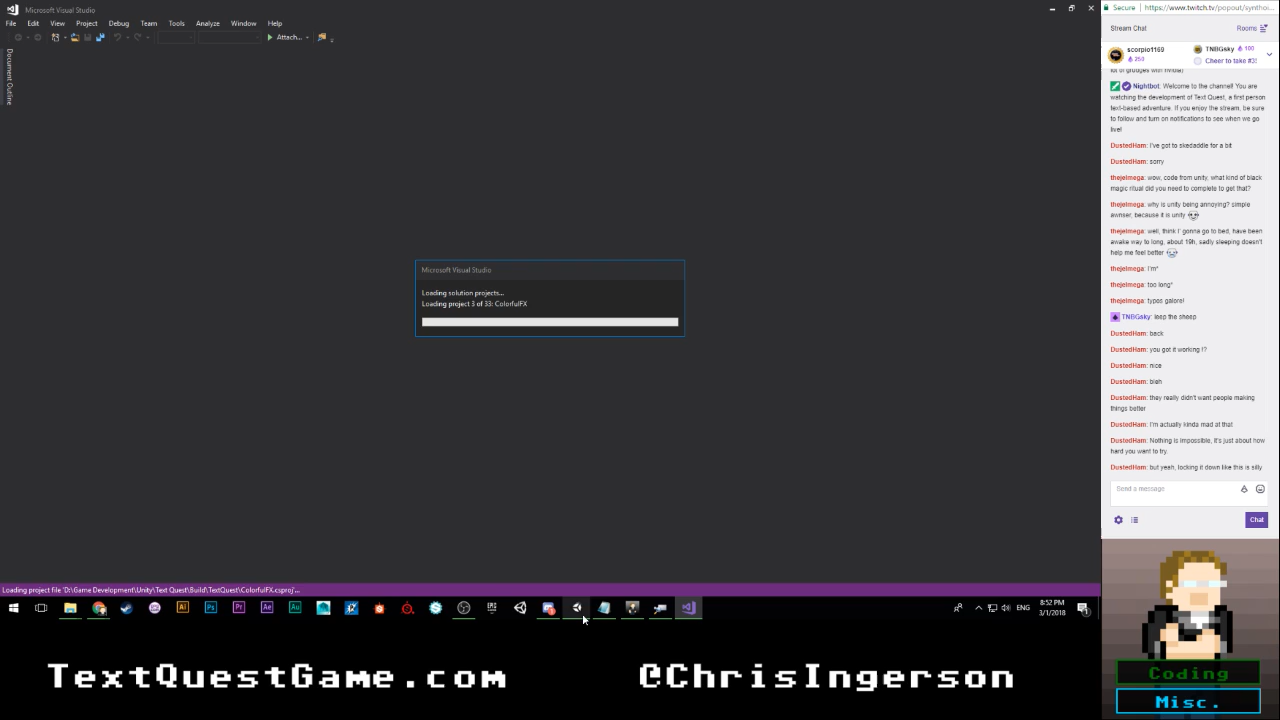 Microsoft Visual Studio
File Edit View Project Debug Team Tools Analyze Window Help
Attach...
Document Outline
Microsoft Visual Studio
Loading solution projects...
Loading project 3 of 33: ColorfulFX
Loading project file 'D:\Game Development\Unity\Text Quest\Build\TextQuest\ColorfulFX.csproj'...
ENG
8:52 PM
3/1/2018
TextQuestGame.com
@ChrisIngerson
Secure https://www.twitch.tv/popout/synthou...
Stream Chat
Rooms
scorpio1169
250
TNBGsky 100
Cheer to take #3!
lot of grudges with nvidia)
Nightbot: Welcome to the channel! You are
watching the development of Text Quest, a first person
text-based adventure. If you enjoy the stream, be sure
to follow and turn on notifications to see when we go
live!
DustedHam: I've got to skedaddle for a bit
DustedHam: sorry
thejelmega: wow, code from unity, what kind of black
magic ritual did you need to complete to get that?
thejelmega: why is unity being annoying? simple
awnser, because it is unity
thejelmega: well, think I' gonna go to bed, have been
awake way to long, about 19h, sadly sleeping doesn't
help me feel better
thejelmega: I'm*
thejelmega: too long*
thejelmega: typos galore!
TNBGsky: leep the sheep
DustedHam: back
DustedHam: you got it working !?
DustedHam: nice
DustedHam: bleh
DustedHam: they really didn't want people making
things better
DustedHam: I'm actually kinda mad at that
DustedHam: Nothing is impossible, it's just about how
hard you want to try.
DustedHam: but yeah, locking it down like this is silly
Send a message
Chat
Coding
Misc.